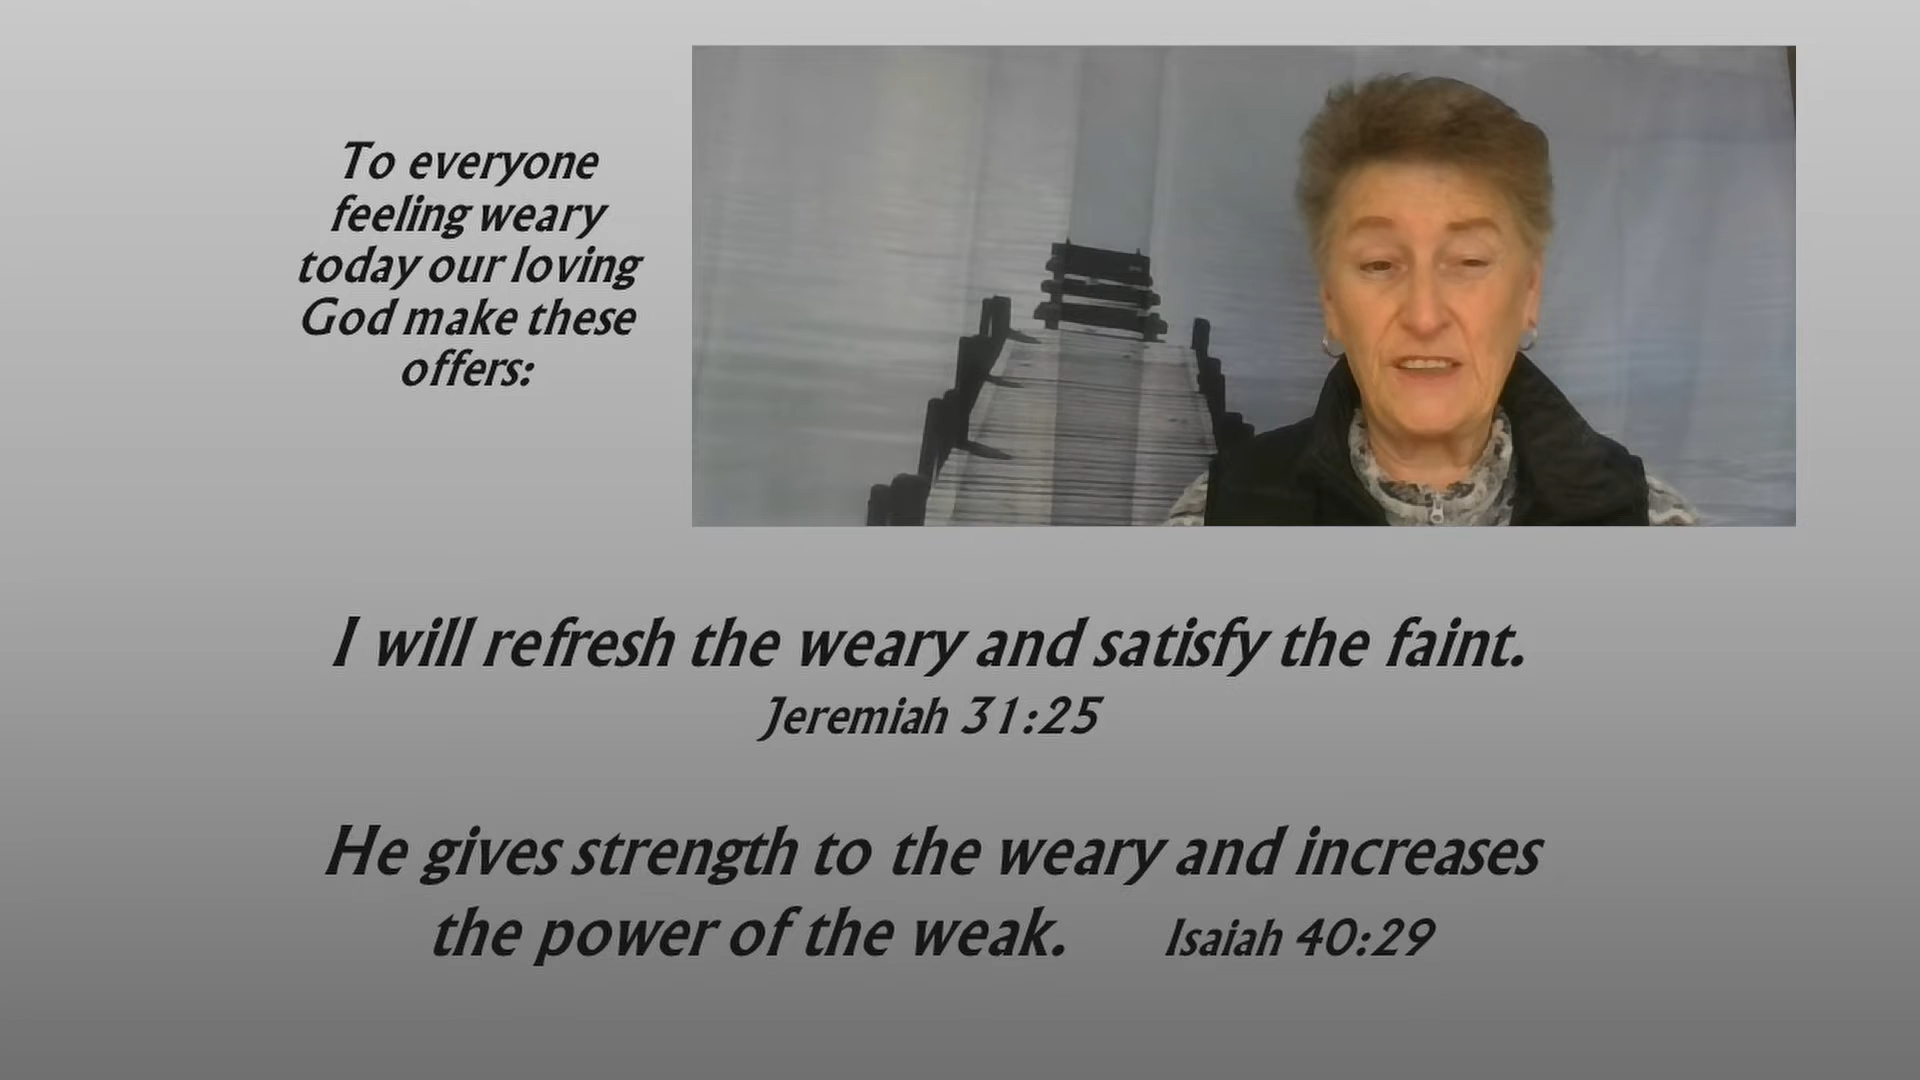 To everyone
feeling weary
today our loving
God make these
offers:
I will refresh the weary and satisfy the faint.
Jeremiah 31:25
He gives strength to the weary and increases
the power of the weak. Isaiah 40:29